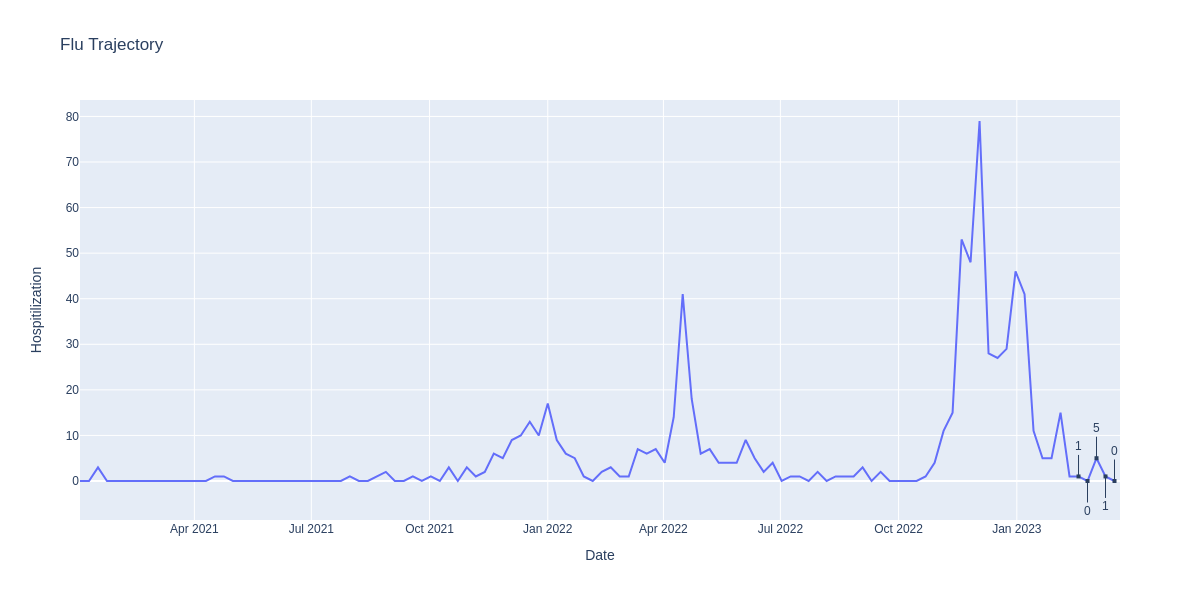 Flu Trajectory
80
70
60
50
40
30
20
10
0
Hospitilization
1
0
5
1
0
Apr 2021
Jul 2021
Oct 2021
Jan 2022
Apr 2022
Jul 2022
Oct 2022
Jan 2023
Date